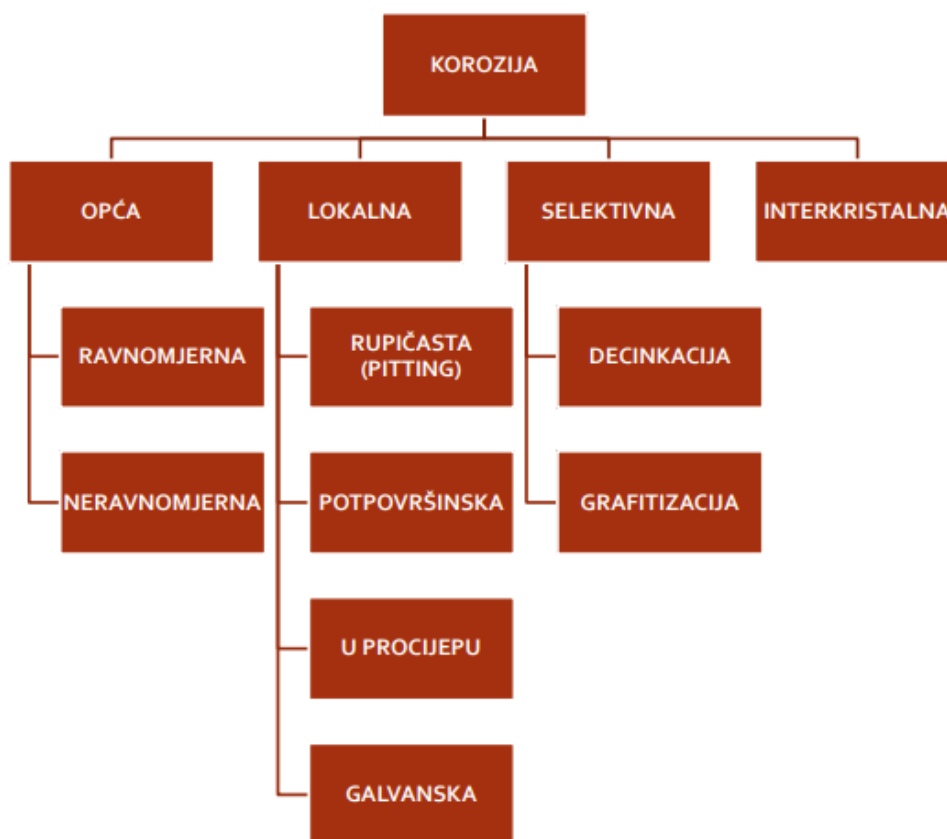 KOROZIJA
OPĆA
LOKALNA
SELEKTIVNA
INTERKRISTALNA
RAVNOMJERNA
RUPIČASTA
(PITTING)
DECINKACIJA
NERAVNOMJERNA
POTPOVRŠINSKA
GRAFITIZACIJA
U PROCIJEPU
GALVANSKA